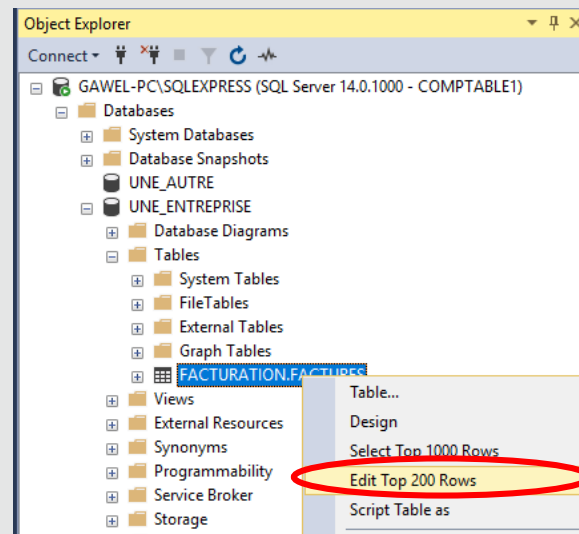 Object Explorer
Connect
GAWEL-PC\SQLEXPRESS (SQL Server 14.0.1000 - COMPTABLE1)
Databases
System Databases
Database Snapshots
UNE_AUTRE
UNE_ENTREPRISE
Database Diagrams
Tables
System Tables
FileTables
External Tables
Graph Tables
FACTURATION.FACTURES
Views
External Resources
Synonyms
Programmability
Service Broker
Storage
Table...
Design
Select Top 1000 Rows
Edit Top 200 Rows
Script Table as